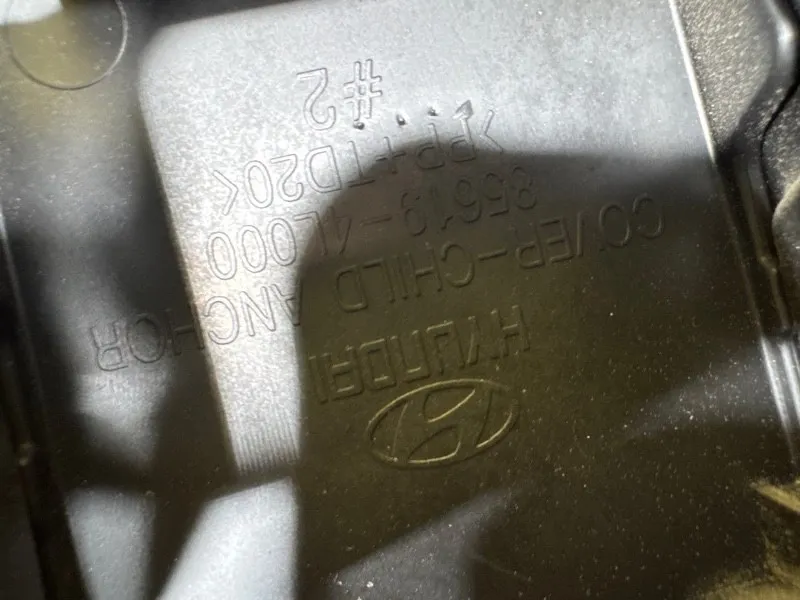 HYUNDAI
COVER-CHILD ANCHOR
85619-4L000
>PP+TD20<
#2